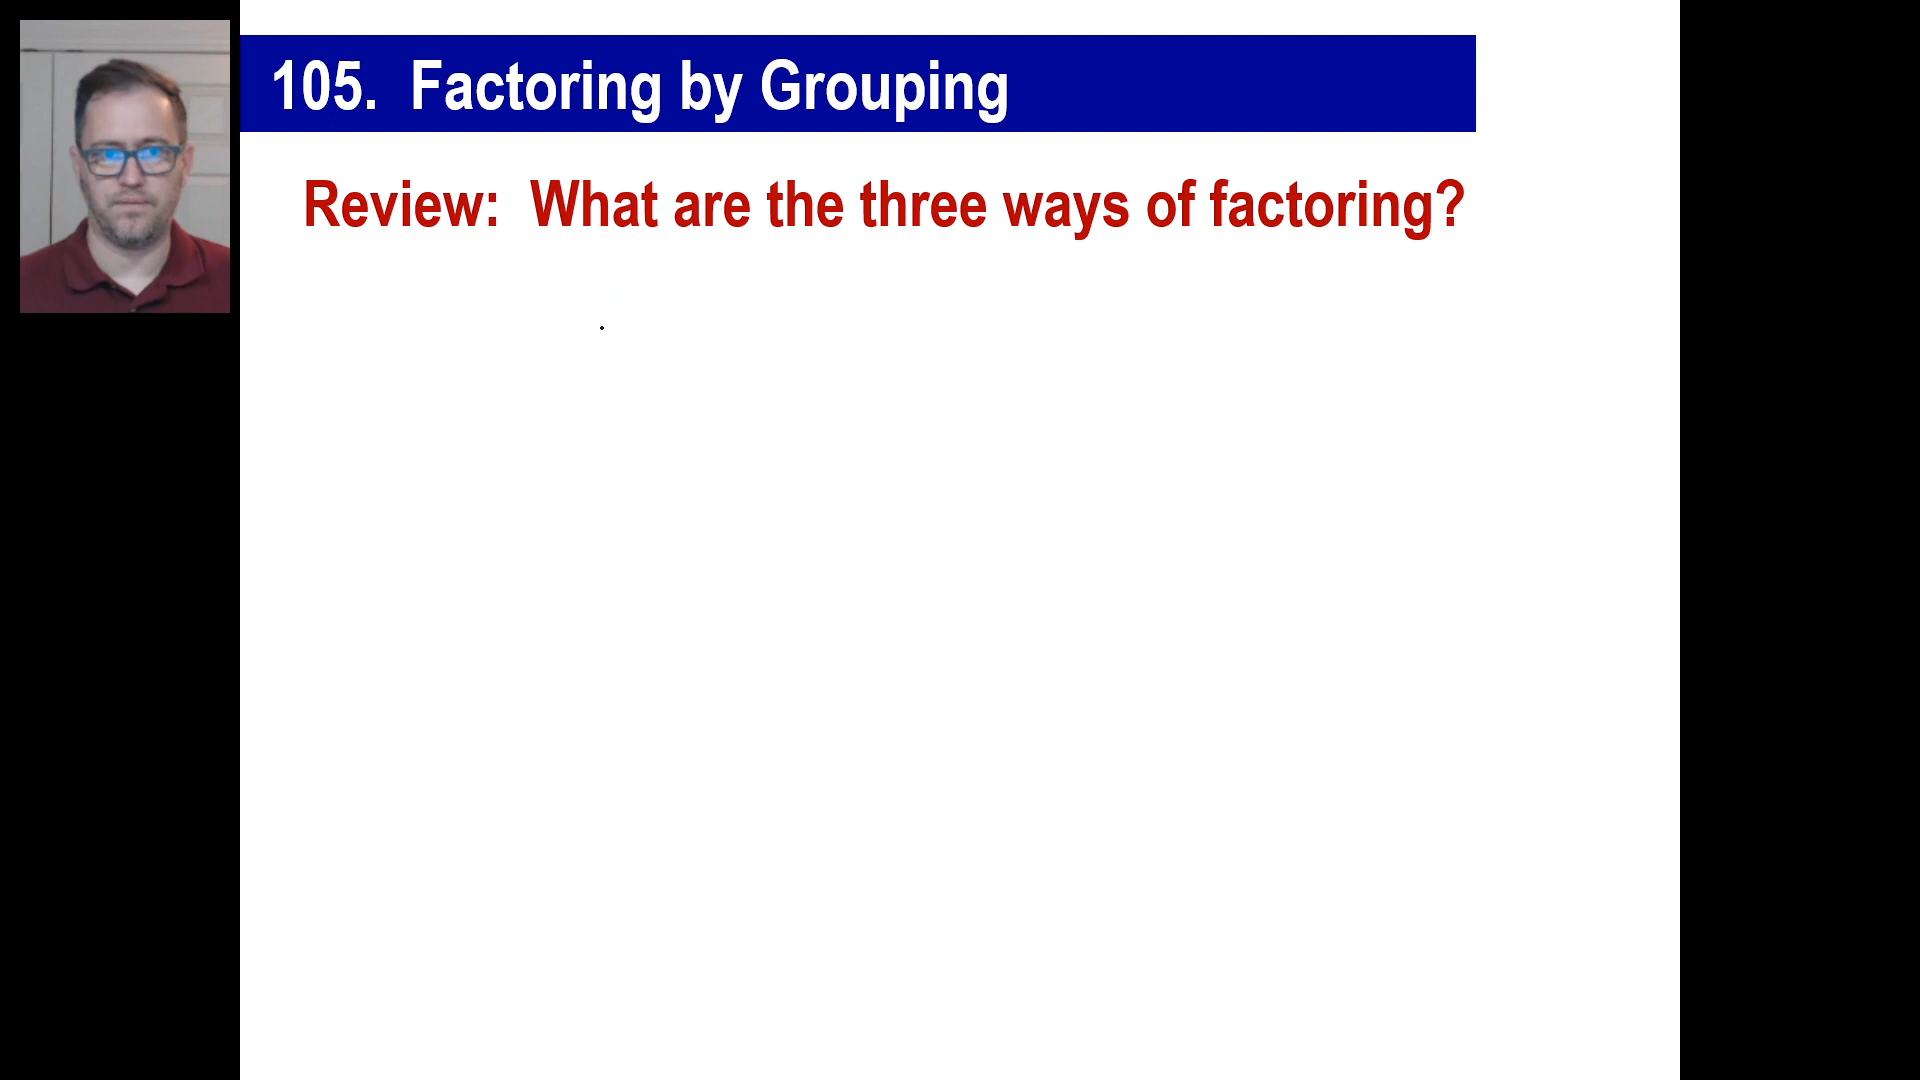 105. Factoring by Grouping
Review: What are the three ways of factoring?